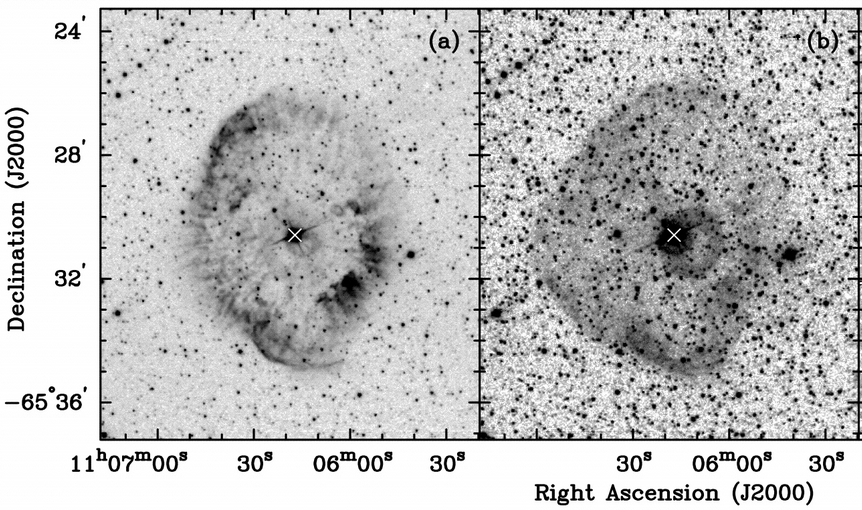 (a) (b)
24′
28′
32′
−65°36′
Declination (J2000)
11ʰ07ᵐ00ˢ 30ˢ 06ᵐ00ˢ 30ˢ 30ˢ 06ᵐ00ˢ 30ˢ
Right Ascension (J2000)